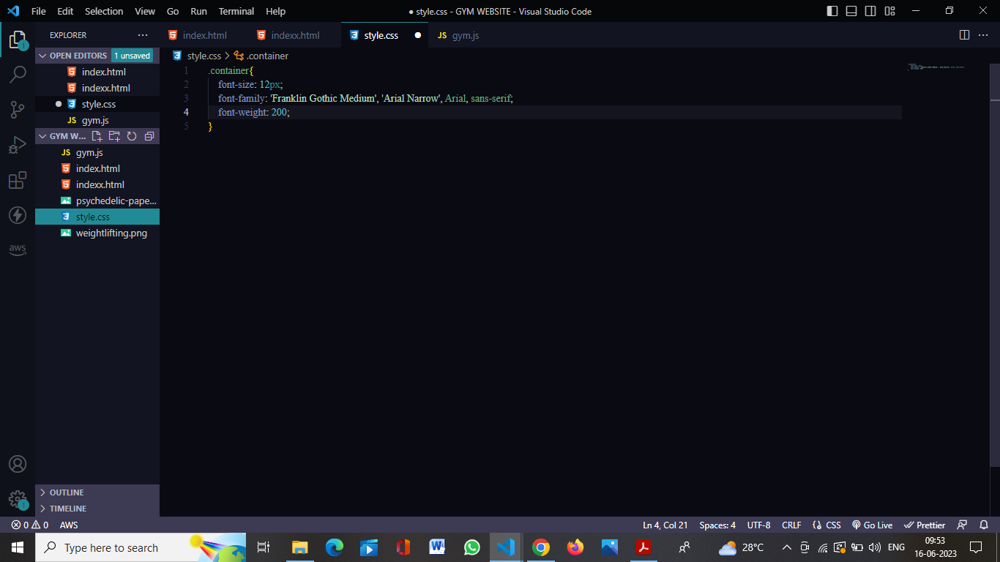 File Edit Selection View Go Run Terminal Help ● style.css - GYM WEBSITE - Visual Studio Code
EXPLORER ···
index.html indexx.html style.css ● JS gym.js ···
OPEN EDITORS 1 unsaved
index.html
indexx.html
● style.css
JS gym.js
GYM W...
JS gym.js
index.html
indexx.html
psychedelic-pape...
style.css
weightlifting.png
OUTLINE
TIMELINE
1
aws
1
style.css > .container
1 .container{
2 font-size: 12px;
3 font-family: 'Franklin Gothic Medium', 'Arial Narrow', Arial, sans-serif;
4 font-weight: 200;
5 }
0 0 AWS Ln 4, Col 21 Spaces: 4 UTF-8 CRLF CSS Go Live Prettier
Type here to search 28°C ENG 09:53
16-06-2023